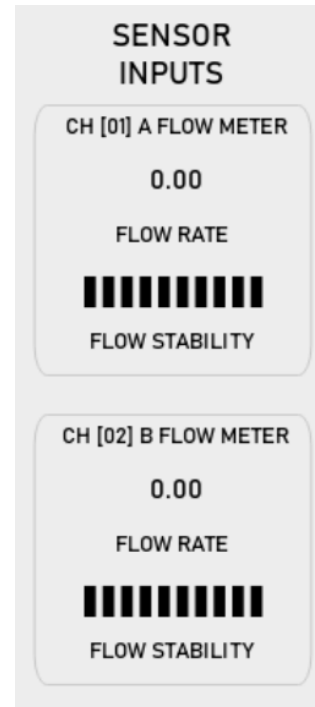 SENSOR
INPUTS
CH [01] A FLOW METER
0.00
FLOW RATE
FLOW STABILITY
CH [02] B FLOW METER
0.00
FLOW RATE
FLOW STABILITY